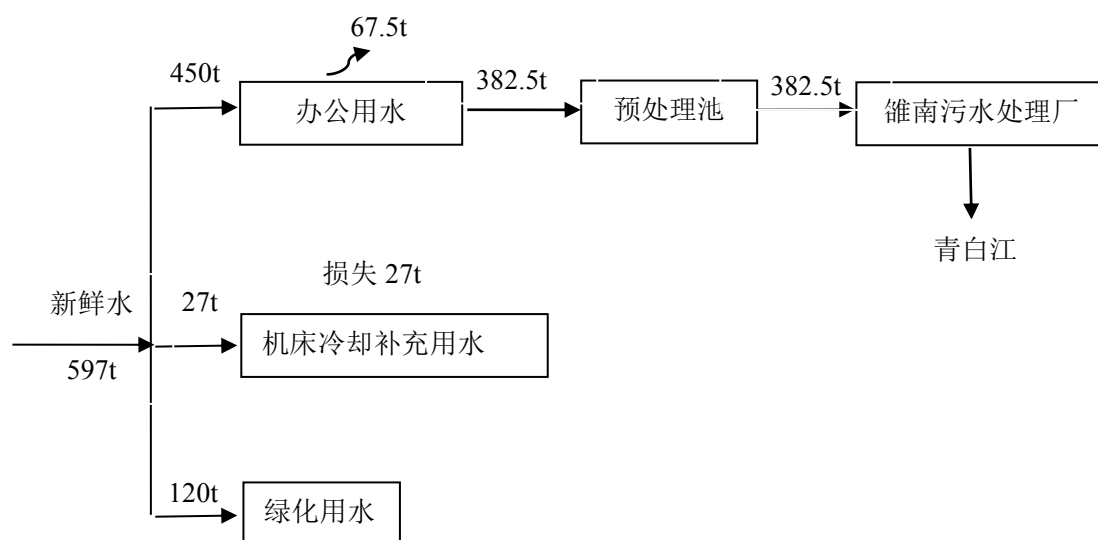 67.5t
450t
办公用水
382.5t
预处理池
382.5t
雒南污水处理厂
青白江
损失 27t
新鲜水
27t
机床冷却补充用水
597t
120t
绿化用水